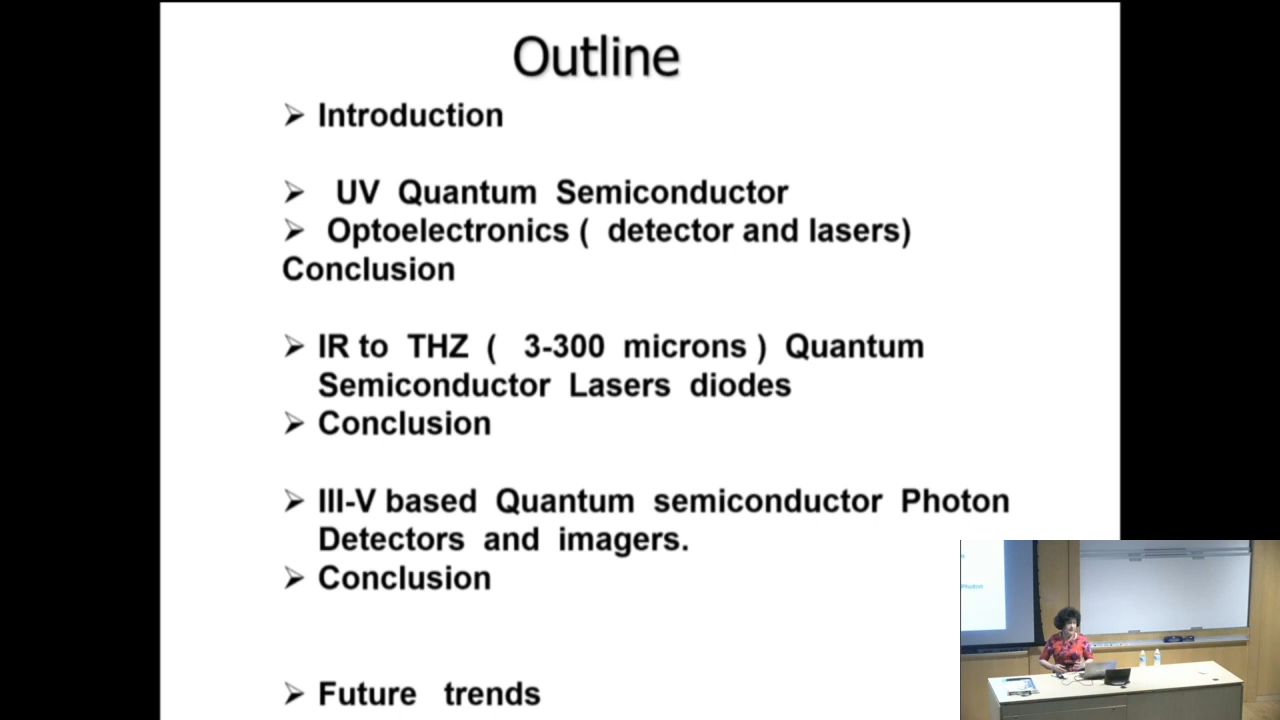 Outline
➢ Introduction
➢ UV Quantum Semiconductor
➢ Optoelectronics ( detector and lasers)
Conclusion
➢ IR to THZ ( 3-300 microns ) Quantum
Semiconductor Lasers diodes
➢ Conclusion
➢ III-V based Quantum semiconductor Photon
Detectors and imagers.
➢ Conclusion
➢ Future trends
Photon